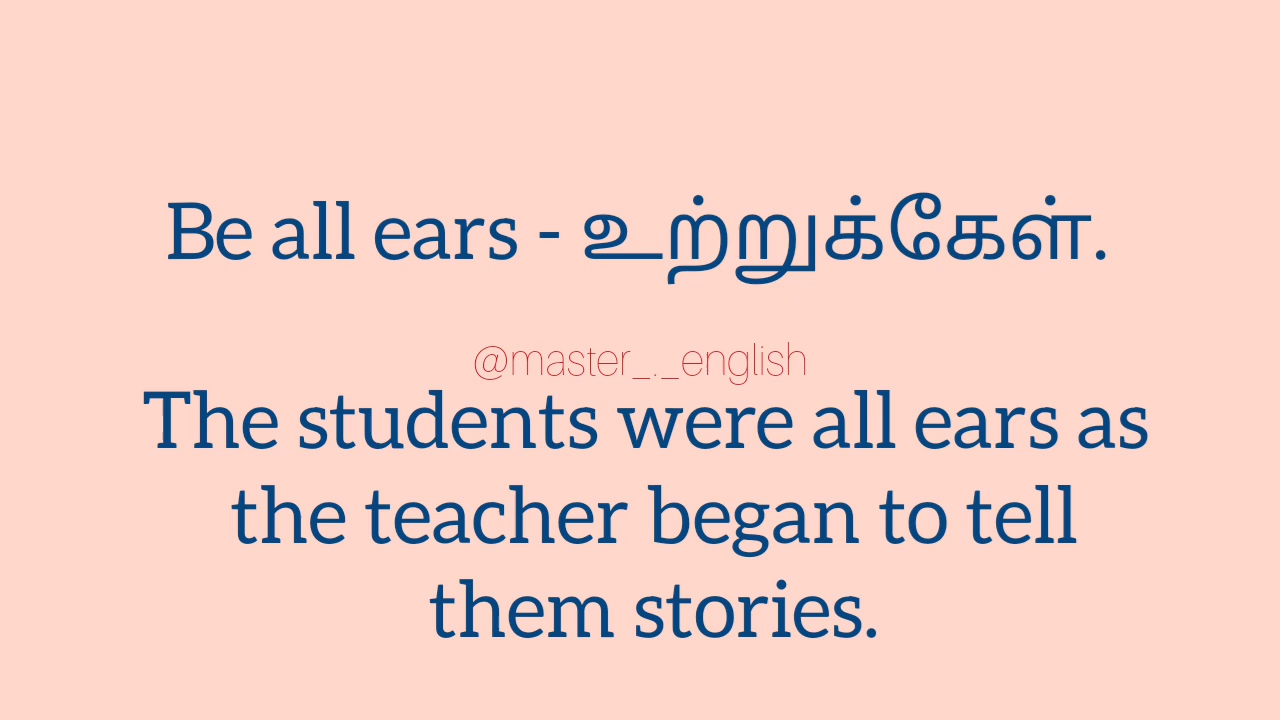 Be all ears - உற்றுக்கேள்.
@master_._english
The students were all ears as
the teacher began to tell
them stories.